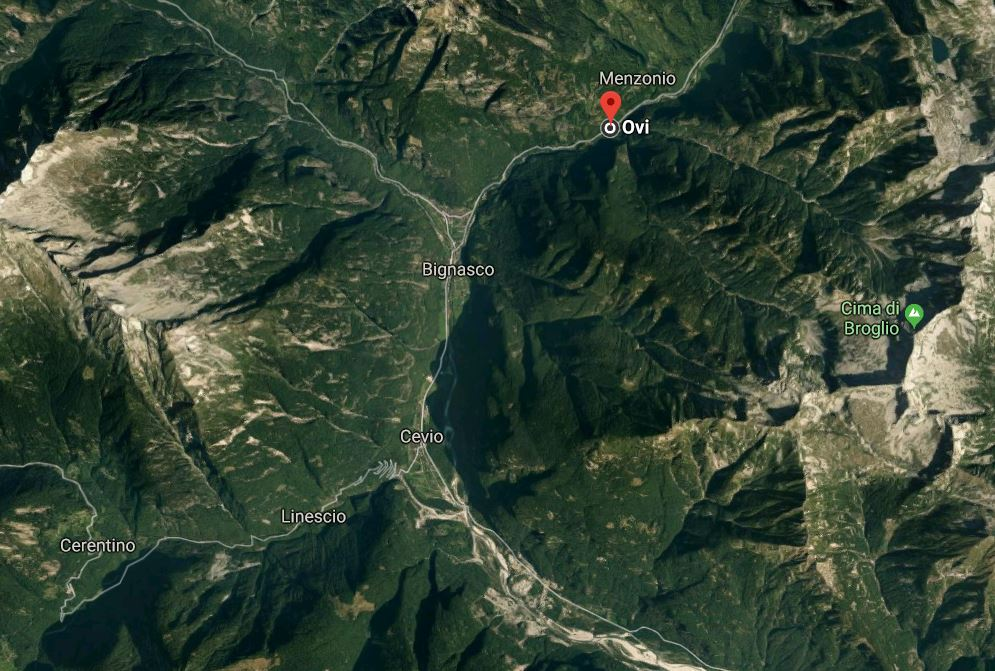 Menzonio
Ovi
Bignasco
Cima di
Broglio
Cevio
Linescio
Cerentino